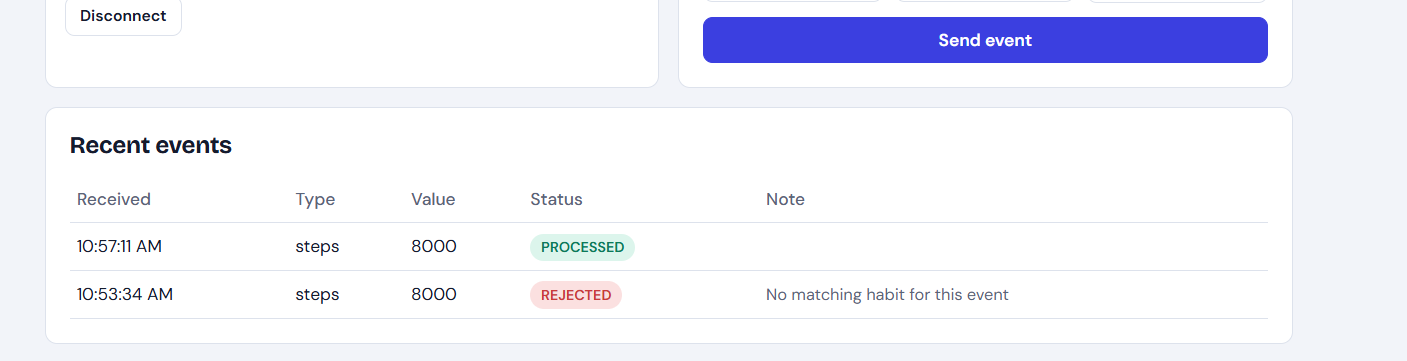 Disconnect
Send event
Recent events
Received Type Value Status Note
10:57:11 AM steps 8000 PROCESSED
10:53:34 AM steps 8000 REJECTED No matching habit for this event